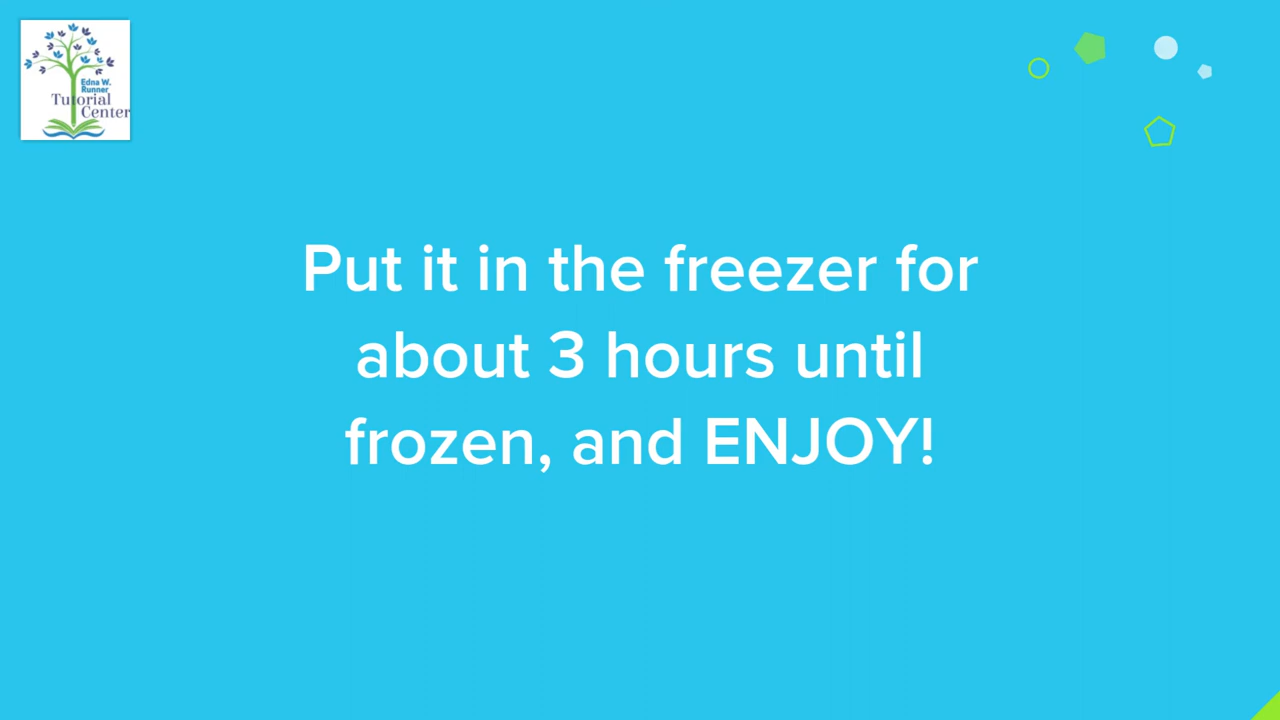 Edna W.
Runner
Tutorial
Center
Put it in the freezer for
about 3 hours until
frozen, and ENJOY!